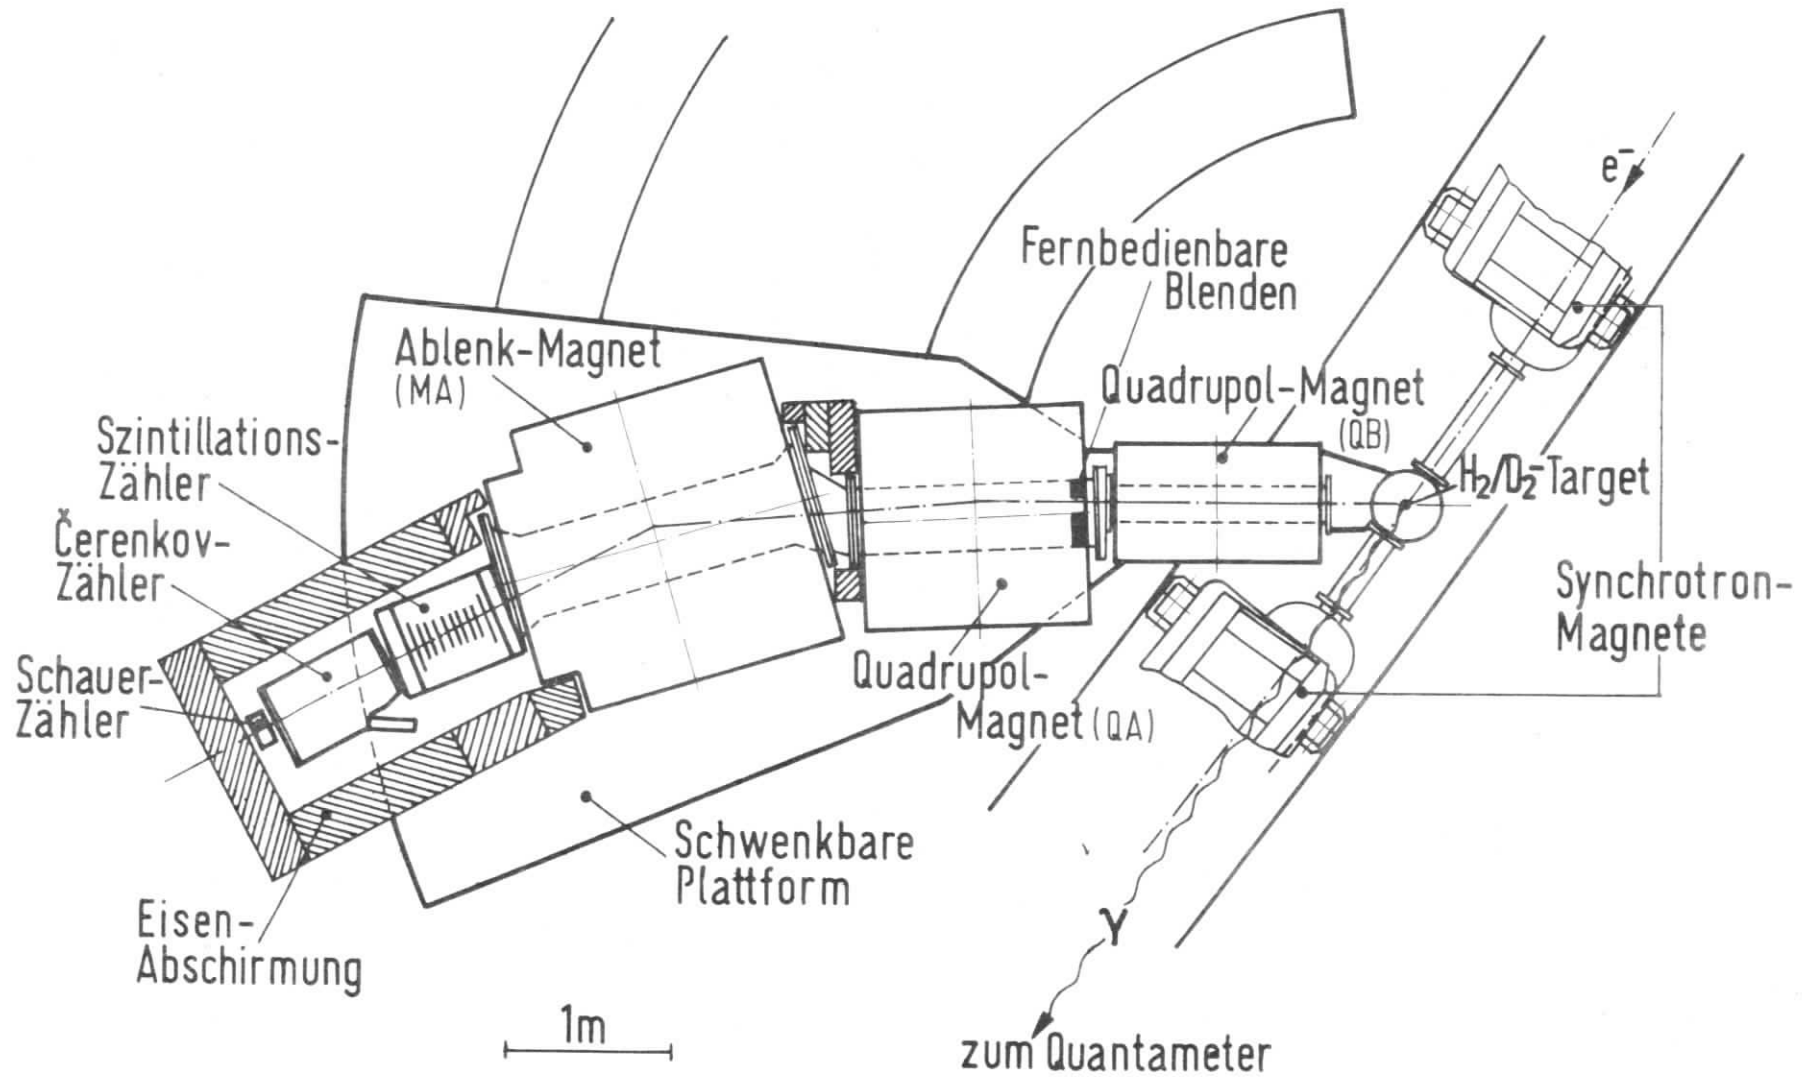 e⁻
Fernbedienbare
Blenden
Ablenk-Magnet
(MA)
Quadrupol-Magnet
(QB)
Szintillations-
Zähler
H₂/D₂-Target
Čerenkov-
Zähler
Synchrotron-
Magnete
Schauer-
Zähler
Quadrupol-
Magnet (QA)
Schwenkbare
Plattform
Eisen-
Abschirmung
γ
1m
zum Quantameter